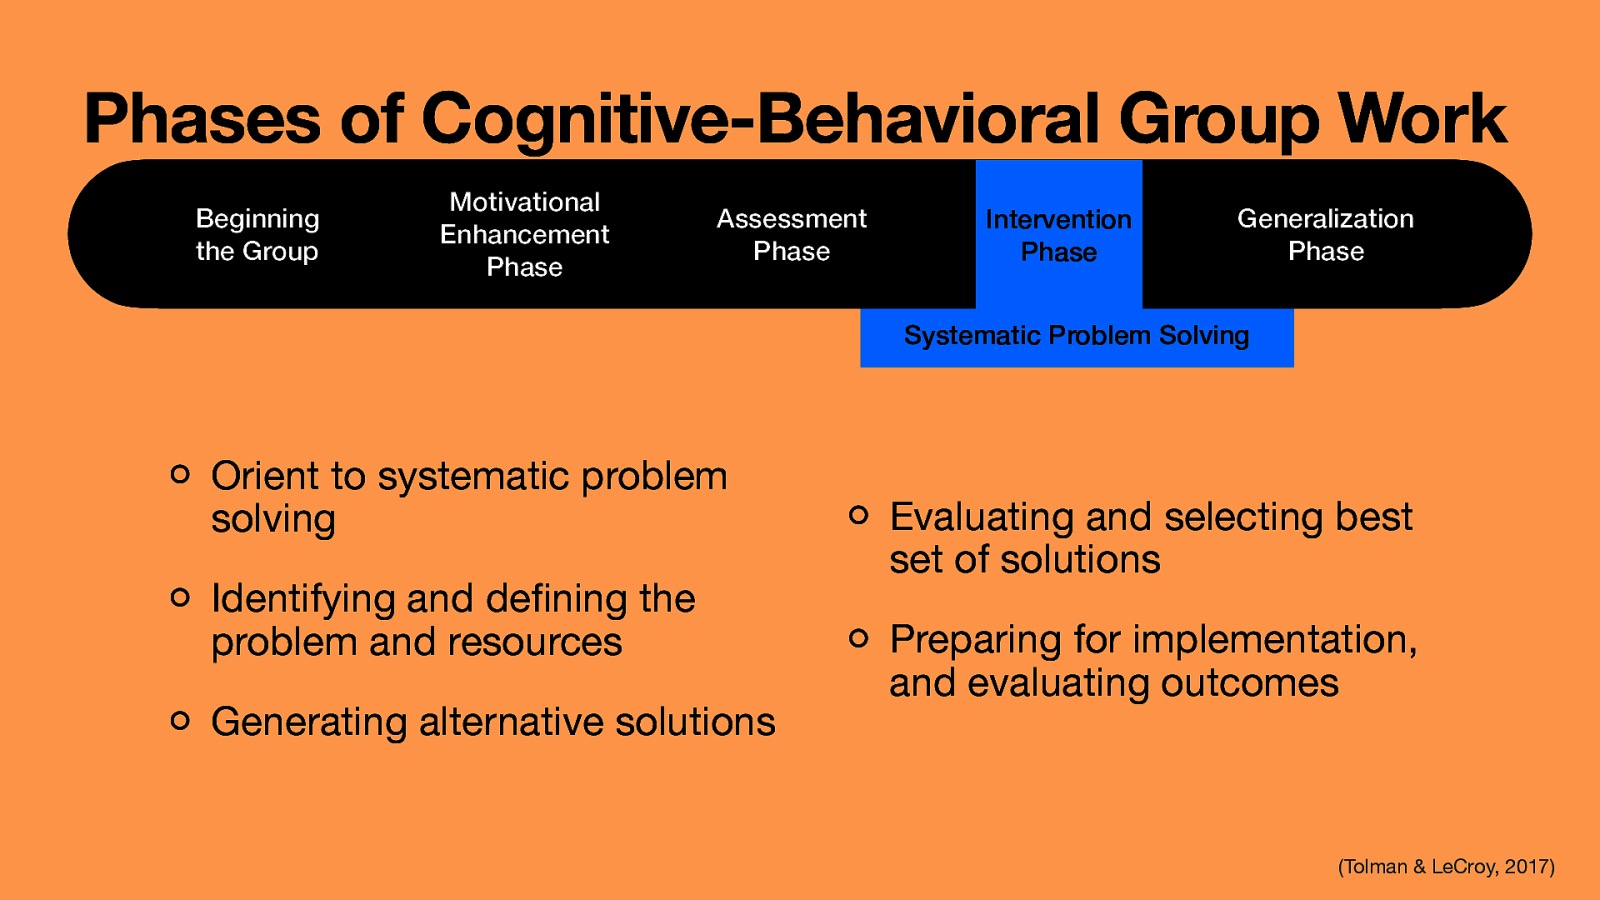 Phases of Cognitive-Behavioral Group Work
Beginning
the Group
Motivational
Enhancement
Phase
Assessment
Phase
Intervention
Phase
Generalization
Phase
Systematic Problem Solving
Orient to systematic problem
solving
Identifying and defining the
problem and resources
Generating alternative solutions
Evaluating and selecting best
set of solutions
Preparing for implementation,
and evaluating outcomes
(Tolman & LeCroy, 2017)